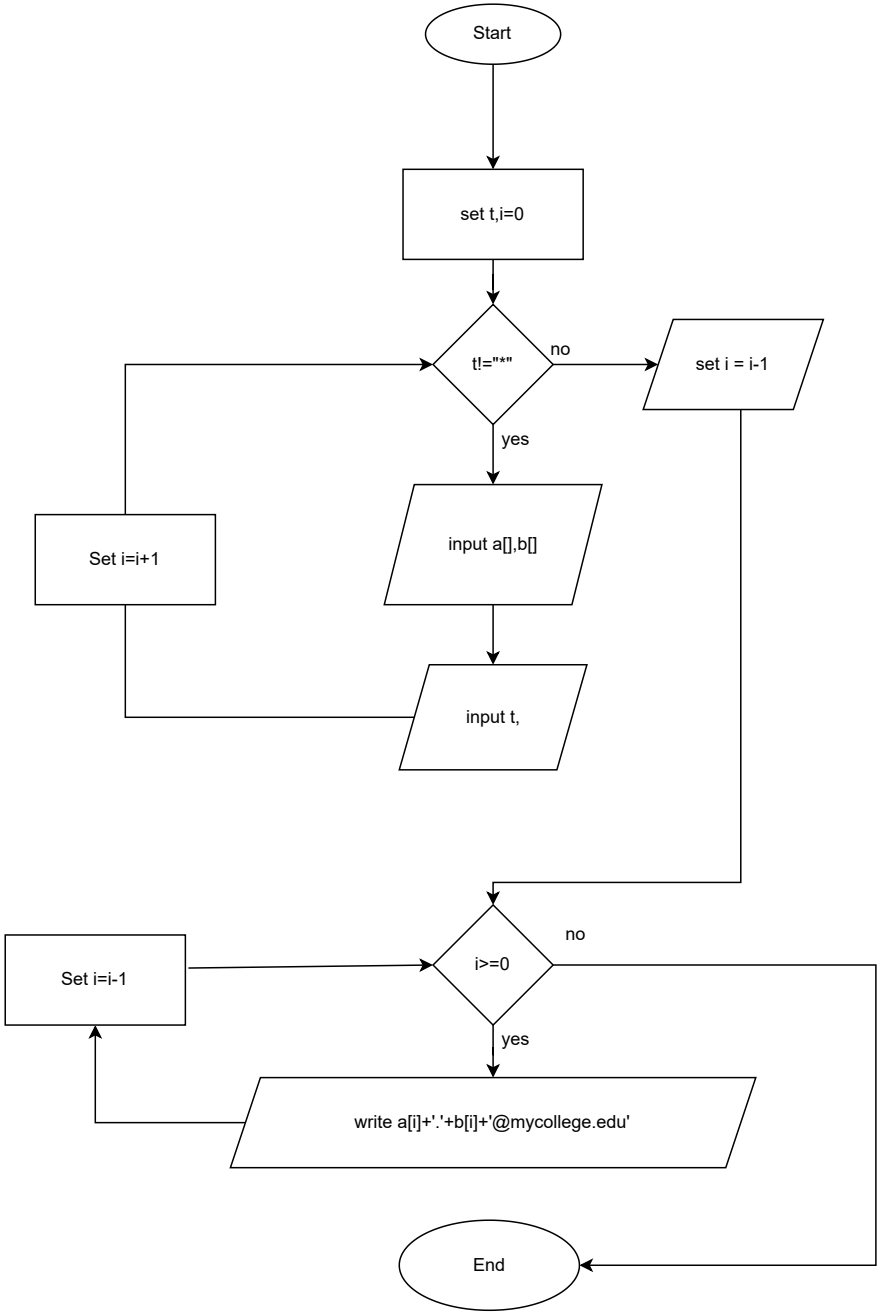 Start
set t,i=0
t!="*"
no
set i = i-1
yes
input a[],b[]
Set i=i+1
input t,
i>=0
no
Set i=i-1
yes
write a[i]+'.'+b[i]+'@mycollege.edu'
End